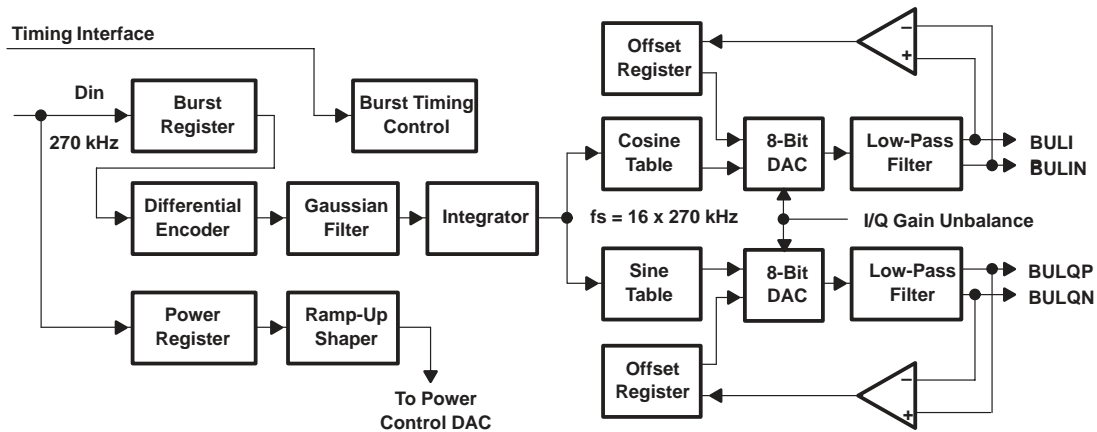 Timing Interface
Din
270 kHz
Burst
Register
Burst Timing
Control
Differential
Encoder
Gaussian
Filter
Integrator
Power
Register
Ramp-Up
Shaper
To Power
Control DAC
Offset
Register
−
+
Cosine
Table
8-Bit
DAC
Low-Pass
Filter
BULI
P
BULIN
fs = 16 x 270 kHz
I/Q Gain Unbalance
Sine
Table
8-Bit
DAC
Low-Pass
Filter
BULQP
BULQN
Offset
Register
−
+